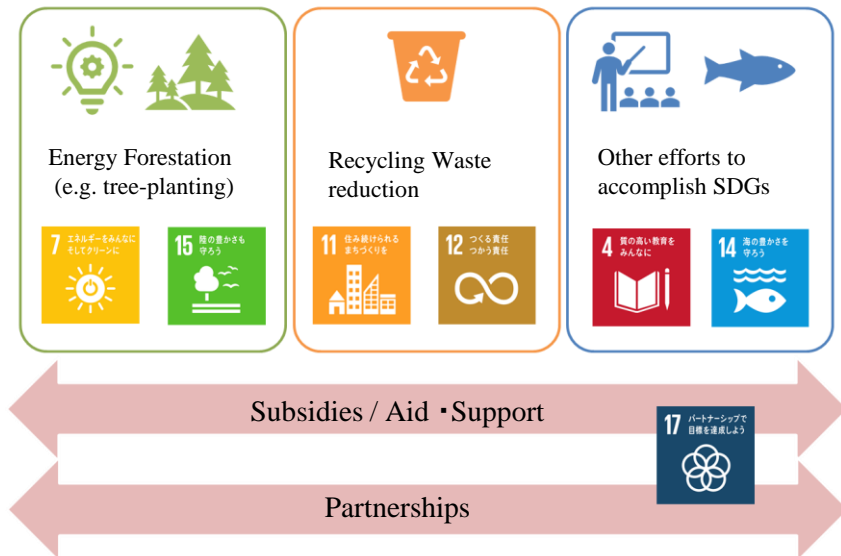 Energy Forestation
(e.g. tree-planting)
7 エネルギーをみんなに
そしてクリーンに
15 陸の豊かさも
守ろう
Recycling Waste
reduction
11 住み続けられる
まちづくりを
12 つくる責任
つかう責任
Other efforts to
accomplish SDGs
4 質の高い教育を
みんなに
14 海の豊かさを
守ろう
Subsidies / Aid ・Support
17 パートナーシップで
目標を達成しよう
Partnerships